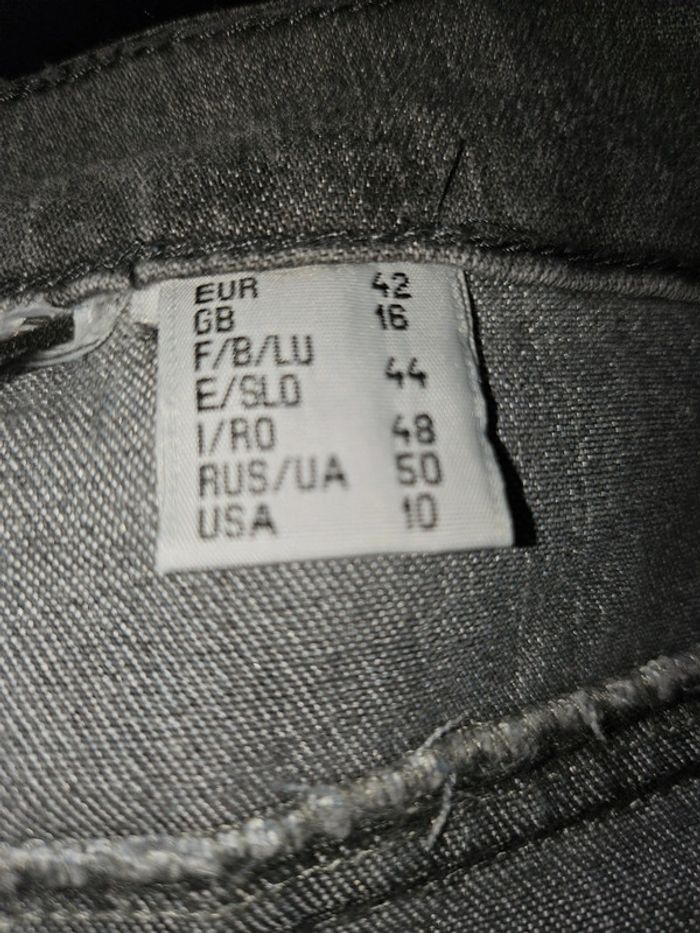 EUR 42
GB 16
F/B/LU
E/SLO 44
I/RO 48
RUS/UA 50
USA 10